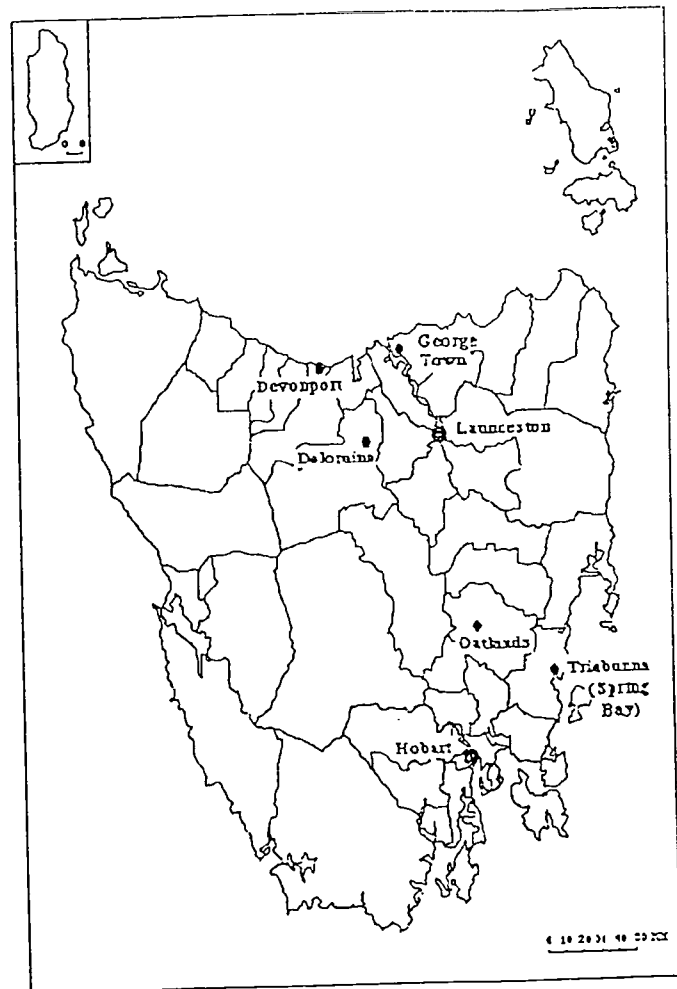 George
Town
Devonport
Launceston
Deloraine
Oatlands
Triabunna
(Spring
Bay)
Hobart